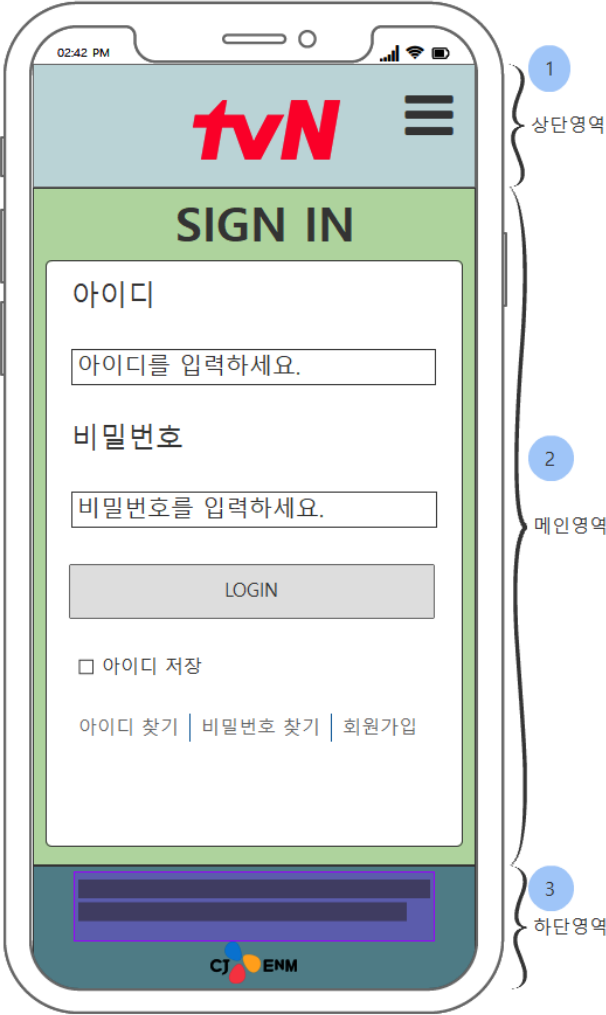 02:42 PM
tvN
1
상단영역
SIGN IN
아이디
아이디를 입력하세요.
비밀번호
2
비밀번호를 입력하세요.
메인영역
LOGIN
아이디 저장
아이디 찾기 | 비밀번호 찾기 | 회원가입
3
하단영역
CJ ENM